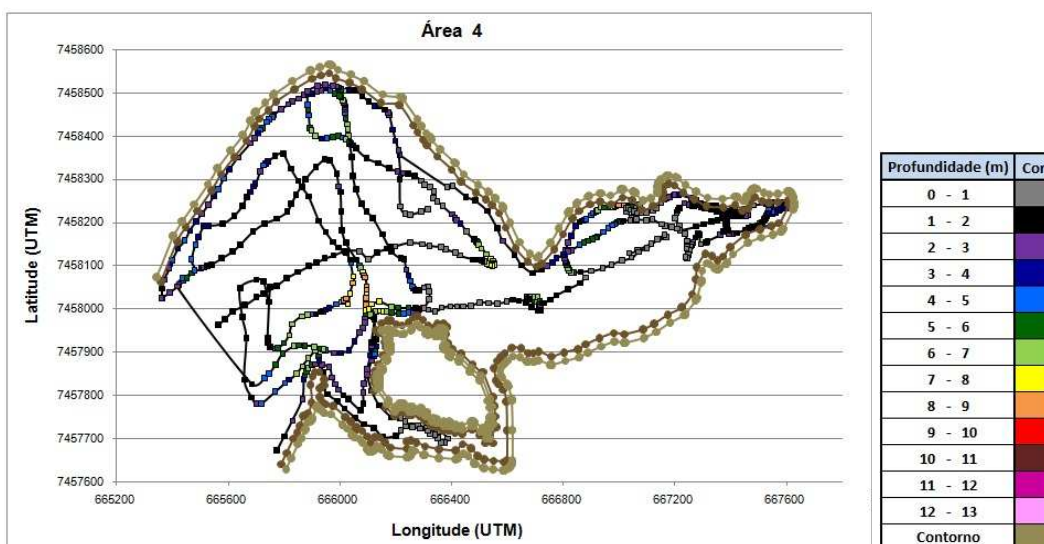 Área 4
Latitude (UTM)
7458600
7458500
7458400
7458300
7458200
7458100
7458000
7457900
7457800
7457700
7457600
665200 665600 666000 666400 666800 667200 667600
Longitude (UTM)
Profundidade (m) Cor
0 - 1
1 - 2
2 - 3
3 - 4
4 - 5
5 - 6
6 - 7
7 - 8
8 - 9
9 - 10
10 - 11
11 - 12
12 - 13
Contorno